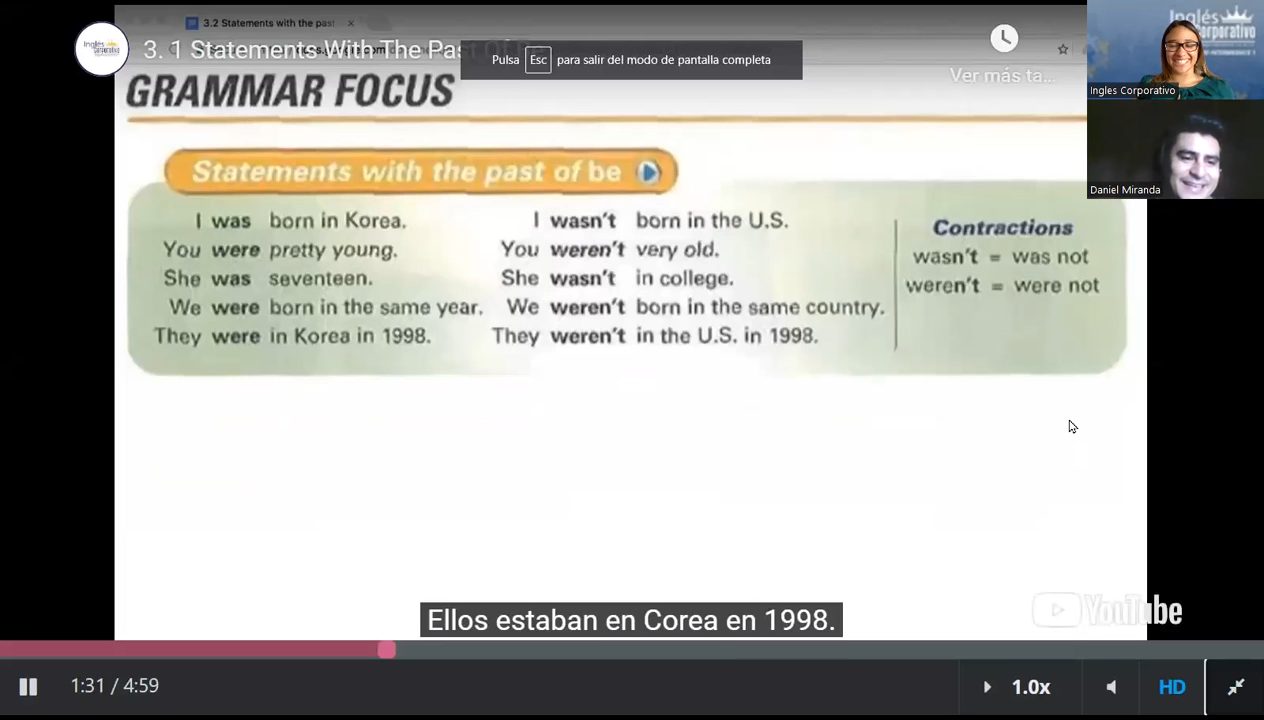 3.2 Statements with the past
3. 1 Statements With The Pas
Pulsa Esc para salir del modo de pantalla completa
Ver más ta...
Inglés Corporativo
Ingles Corporativo
Daniel Miranda
GRAMMAR FOCUS
Statements with the past of be
I was born in Korea.
You were pretty young.
She was seventeen.
We were born in the same year.
They were in Korea in 1998.
I wasn't born in the U.S.
You weren't very old.
She wasn't in college.
We weren't born in the same country.
They weren't in the U.S. in 1998.
Contractions
wasn't = was not
weren't = were not
Ellos estaban en Corea en 1998.
YouTube
1:31 / 4:59
1.0x
HD